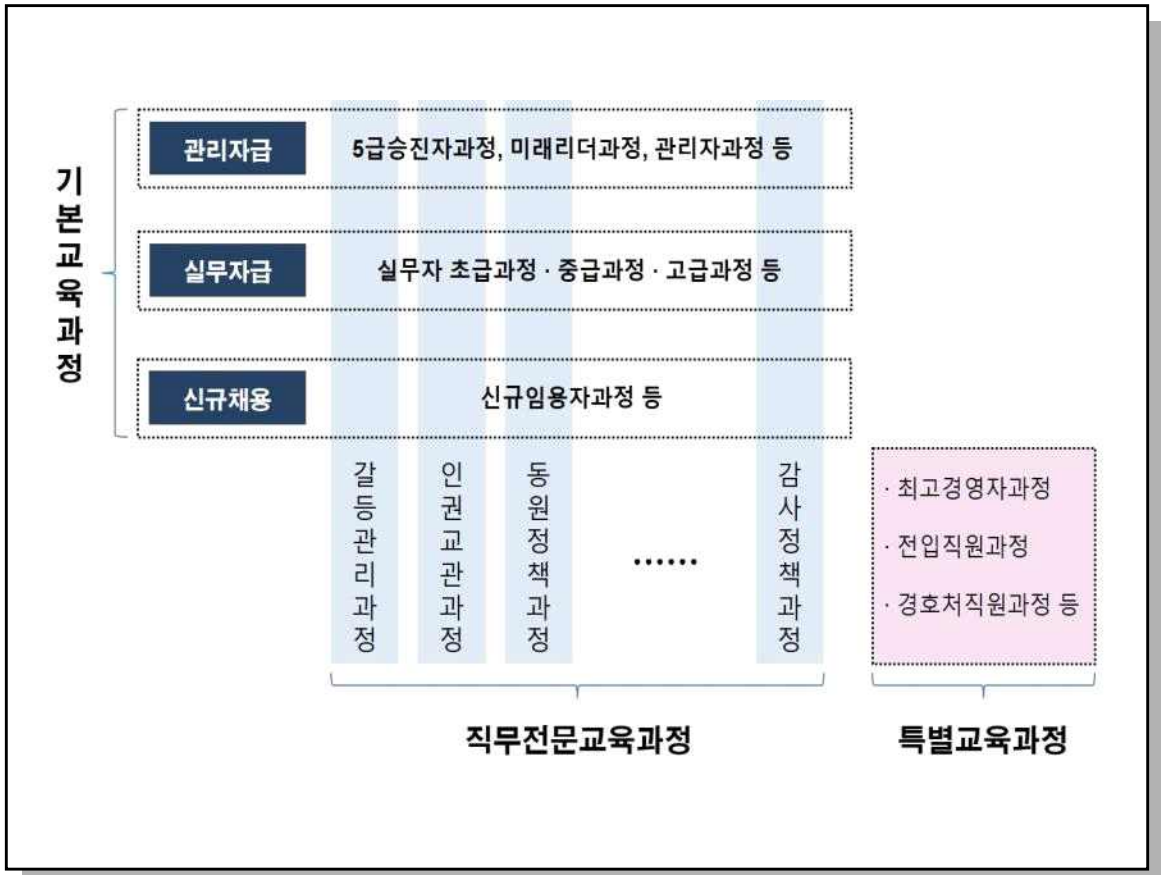 기본교육과정
관리자급
5급승진자과정, 미래리더과정, 관리자과정 등
실무자급
실무자 초급과정 · 중급과정 · 고급과정 등
신규채용
신규임용자과정 등
갈등관리과정
인권교관과정
동원정책과정
......
감사정책과정
· 최고경영자과정
· 전입직원과정
· 경호처직원과정 등
직무전문교육과정
특별교육과정